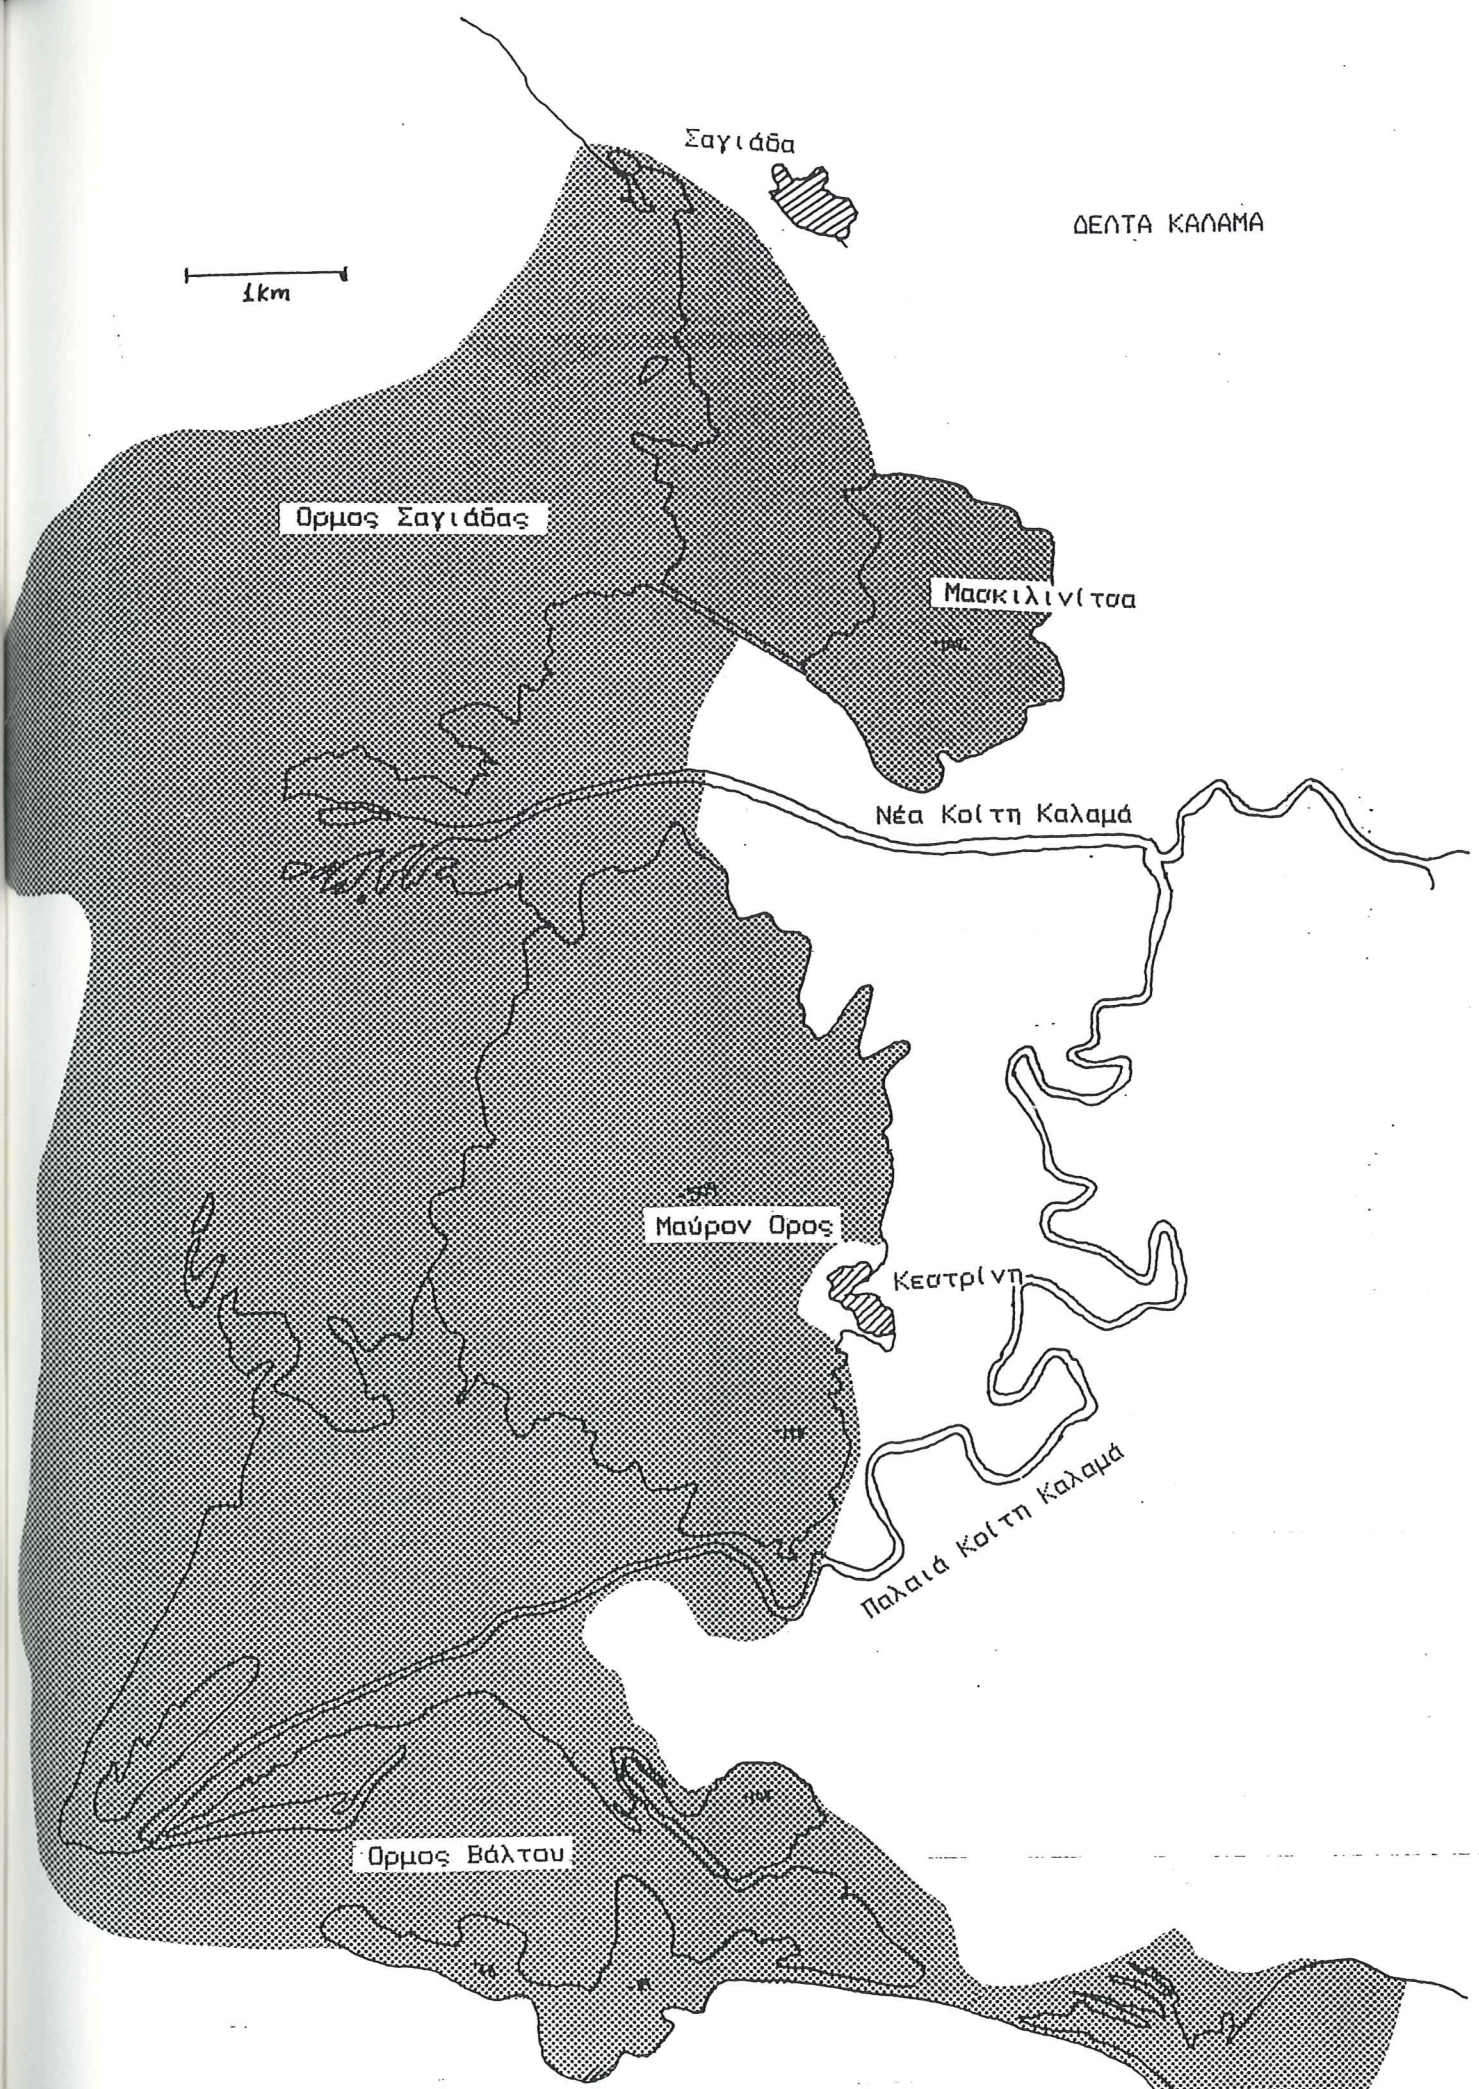 Σαγιάδα
ΔΕΛΤΑ ΚΑΛΑΜΑ
1km
Ορμος Σαγιάδας
Μασκιλινίτσα
Νέα Κοίτη Καλαμά
Μαύρον Ορος
Κεστρίνη
Παλαιά Κοίτη Καλαμά
Ορμος Βάλτου